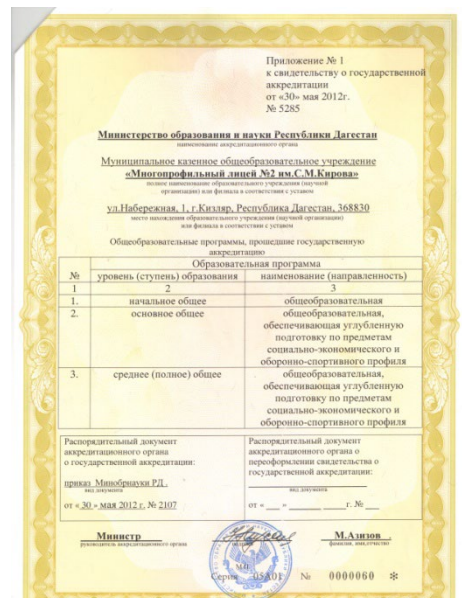 Приложение № 1
к свидетельству о государственной
аккредитации
от «30» мая 2012г.
№ 5285
Министерство образования и науки Республики Дагестан
наименование аккредитационного органа
Муниципальное казенное общеобразовательное учреждение
«Многопрофильный лицей №2 им.С.М.Кирова»
полное наименование образовательного учреждения (научной
организации) или филиала в соответствии с уставом
ул.Набережная, 1, г.Кизляр, Республика Дагестан, 368830
место нахождения образовательного учреждения (научной организации)
или филиала в соответствии с уставом
Общеобразовательные программы, прошедшие государственную
аккредитацию
Образовательная программа
№ уровень (ступень) образования наименование (направленность)
1 2 3
1. начальное общее общеобразовательная
2. основное общее общеобразовательная,
обеспечивающая углубленную
подготовку по предметам
социально-экономического и
оборонно-спортивного профиля
3. среднее (полное) общее общеобразовательная,
обеспечивающая углубленную
подготовку по предметам
социально-экономического и
оборонно-спортивного профиля
Распорядительный документ
аккредитационного органа
о государственной аккредитации:
приказ Минобрнауки РД .
вид документа
от « 30 » мая 2012 г. № 2107
Распорядительный документ
аккредитационного органа о
переоформлении свидетельства о
государственной аккредитации:
вид документа
от « __ » ______ ____г. № ___
Министр М.Азизов
руководитель аккредитационного органа подпись фамилия, имя,отчество
М.П.
Серия 05А01 № 0000060 *